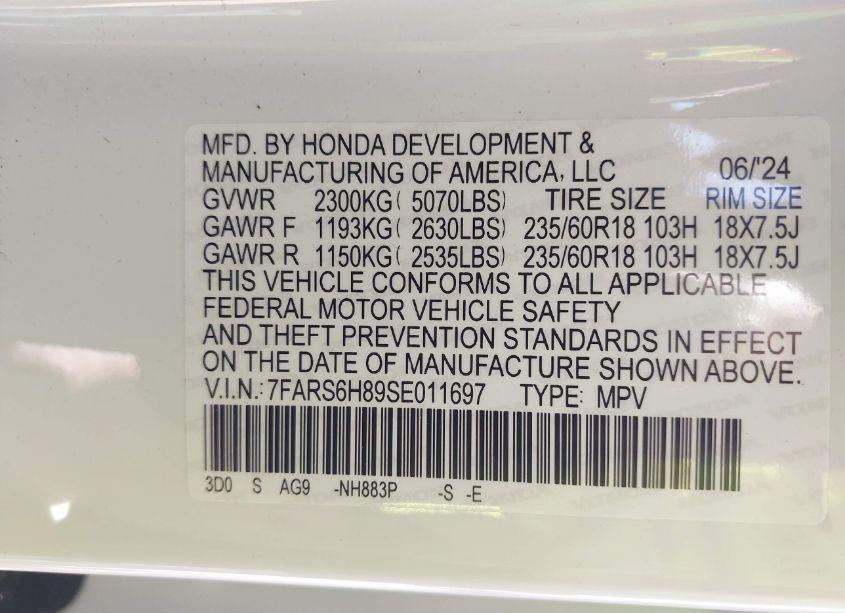 MFD. BY HONDA DEVELOPMENT &
MANUFACTURING OF AMERICA, LLC 06/'24
GVWR 2300KG( 5070LBS) TIRE SIZE RIM SIZE
GAWR F 1193KG( 2630LBS) 235/60R18 103H 18X7.5J
GAWR R 1150KG( 2535LBS) 235/60R18 103H 18X7.5J
THIS VEHICLE CONFORMS TO ALL APPLICABLE
FEDERAL MOTOR VEHICLE SAFETY
AND THEFT PREVENTION STANDARDS IN EFFECT
ON THE DATE OF MANUFACTURE SHOWN ABOVE.
V.I.N.: 7FARS6H89SE011697 TYPE: MPV
3D0 S AG9 -NH883P -S -E